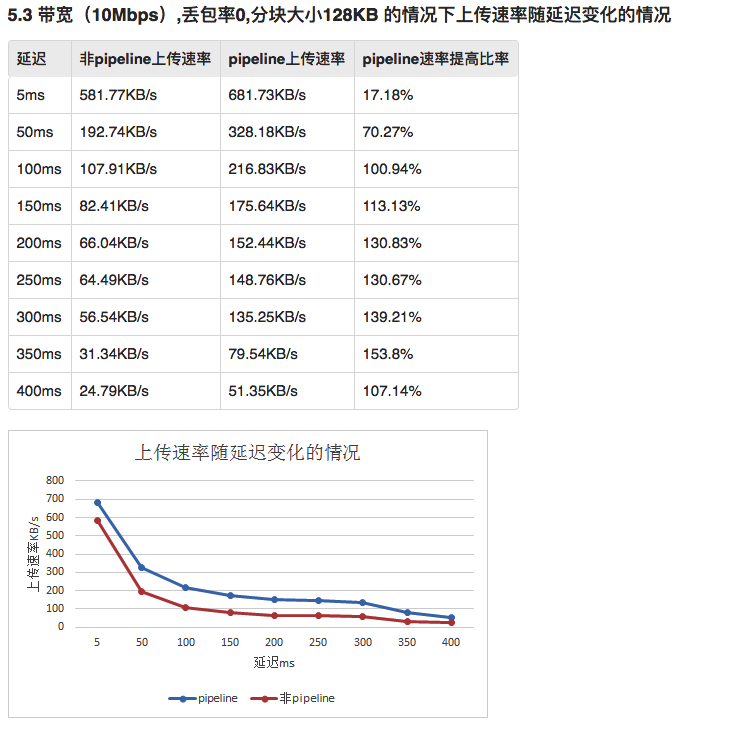 5.3 带宽（10Mbps）,丢包率0,分块大小128KB 的情况下上传速率随延迟变化的情况
延迟 非pipeline上传速率 pipeline上传速率 pipeline速率提高比率
5ms 581.77KB/s 681.73KB/s 17.18%
50ms 192.74KB/s 328.18KB/s 70.27%
100ms 107.91KB/s 216.83KB/s 100.94%
150ms 82.41KB/s 175.64KB/s 113.13%
200ms 66.04KB/s 152.44KB/s 130.83%
250ms 64.49KB/s 148.76KB/s 130.67%
300ms 56.54KB/s 135.25KB/s 139.21%
350ms 31.34KB/s 79.54KB/s 153.8%
400ms 24.79KB/s 51.35KB/s 107.14%
上传速率随延迟变化的情况
上传速率KB/s
800
700
600
500
400
300
200
100
0
5 50 100 150 200 250 300 350 400
延迟ms
pipeline 非pipeline